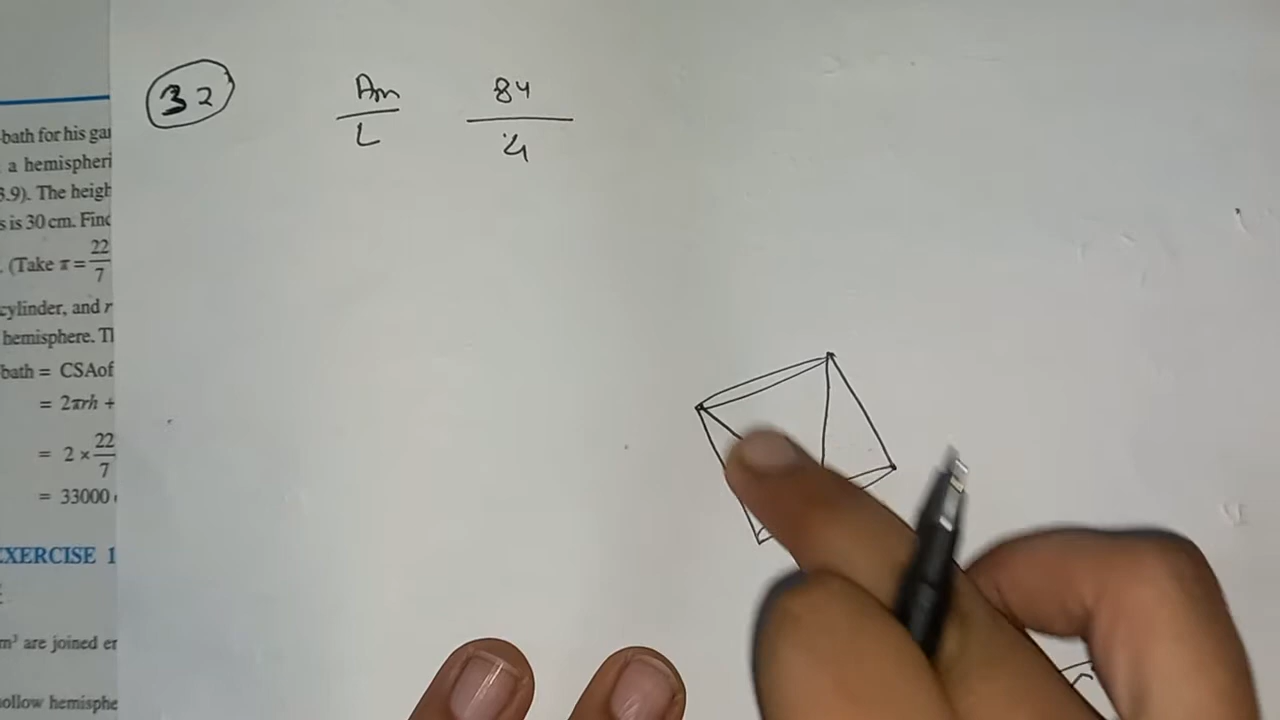 32
Am 84
L 4
bath for his gar
a hemispheri
3.9). The heigh
s is 30 cm. Find
. (Take π = 22
7
cylinder, and r
hemisphere. Th
bath = CSA of
= 2πrh +
= 2 × 22
7
= 33000
EXERCISE 1
m³ are joined en
ollow hemisphe